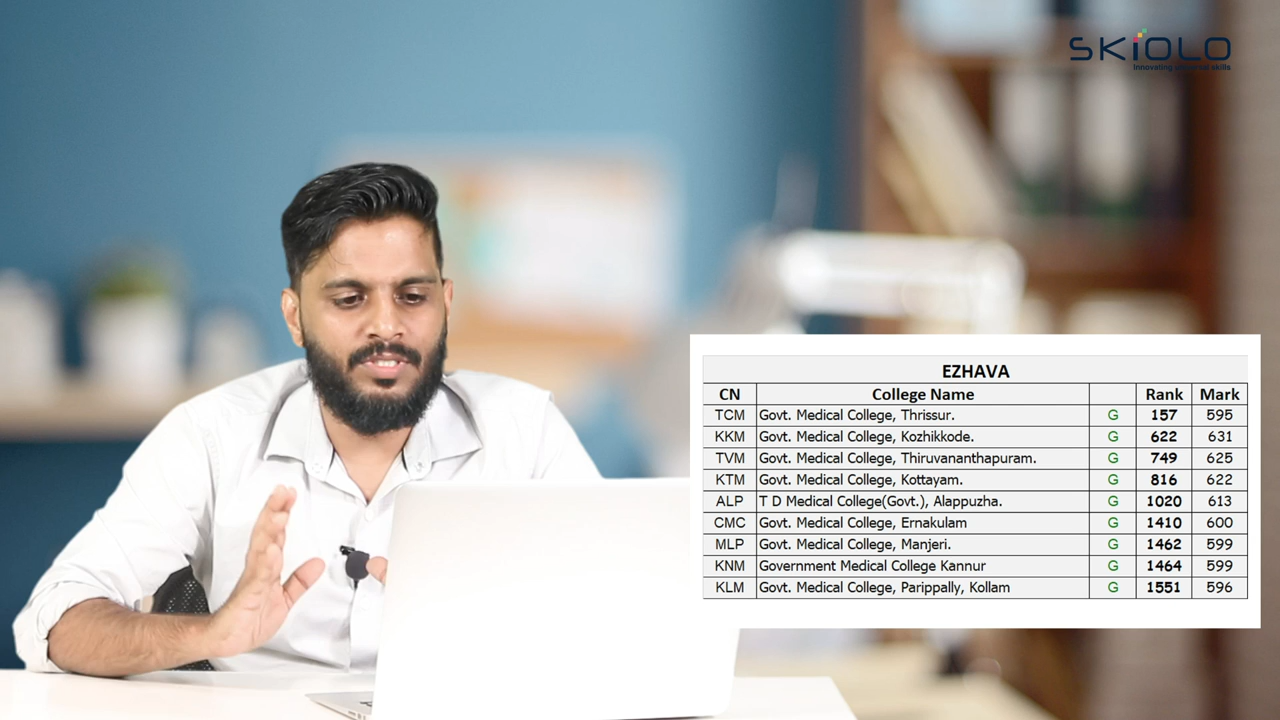 SKiOLO
Innovating personal skills
EZHAVA
CN College Name Rank Mark
TCM Govt. Medical College, Thrissur. G 157 595
KKM Govt. Medical College, Kozhikkode. G 622 631
TVM Govt. Medical College, Thiruvananthapuram. G 749 625
KTM Govt. Medical College, Kottayam. G 816 622
ALP T D Medical College(Govt.), Alappuzha. G 1020 613
CMC Govt. Medical College, Ernakulam G 1410 600
MLP Govt. Medical College, Manjeri. G 1462 599
KNM Government Medical College Kannur G 1464 599
KLM Govt. Medical College, Parippally, Kollam G 1551 596